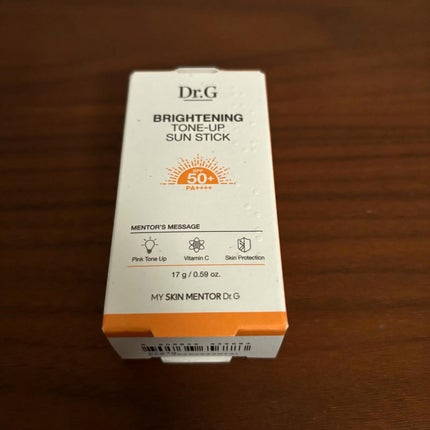 Dr.G
BRIGHTENING
TONE-UP
SUN STICK
SPF
50+
PA++++
MENTOR'S MESSAGE
Pink Tone Up Vitamin C Skin Protection
17 g / 0.59 oz.
MY SKIN MENTOR Dr.G